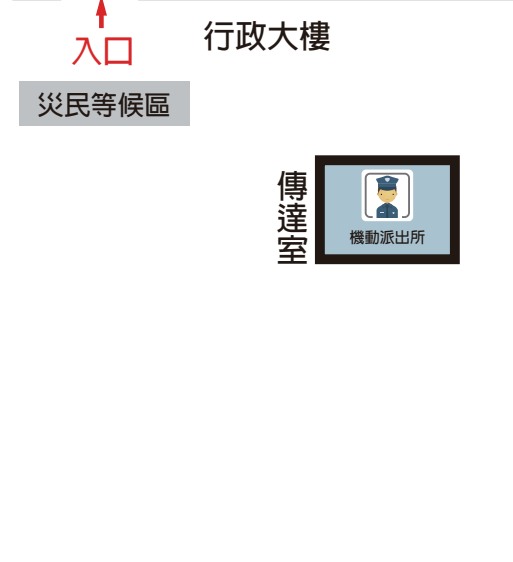 入口
行政大樓
災民等候區
傳達室
機動派出所